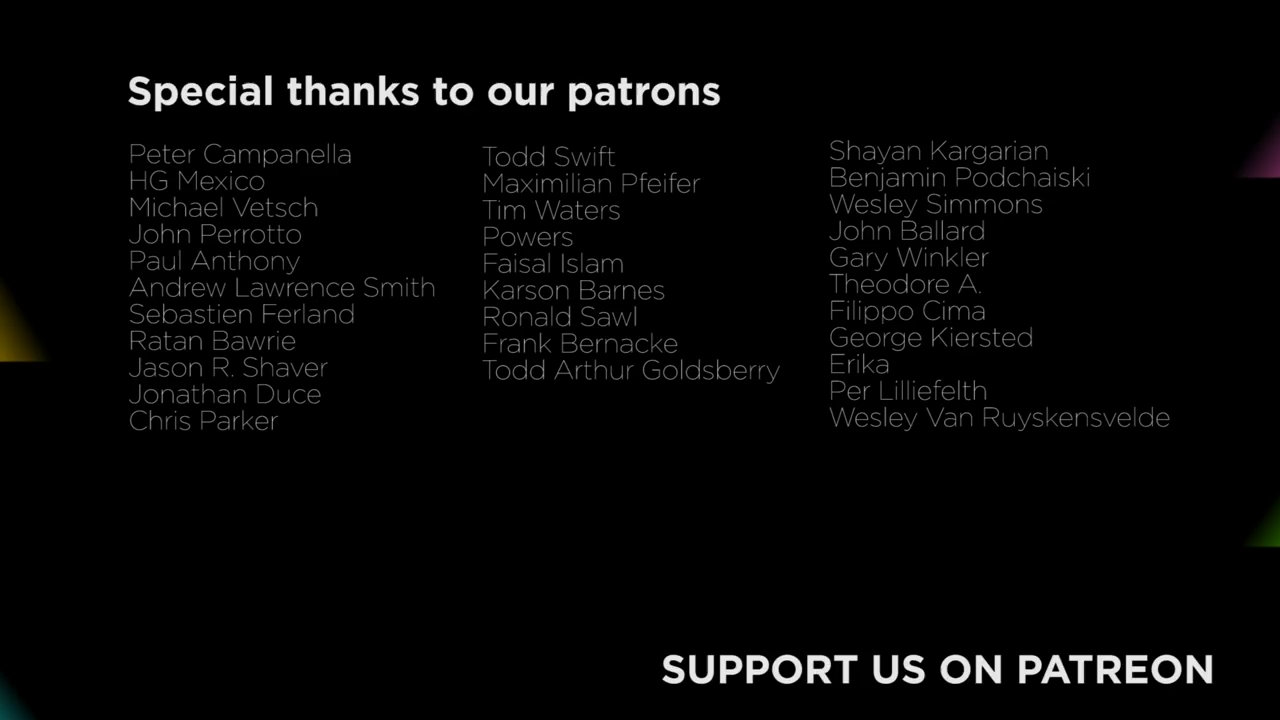 Special thanks to our patrons
Peter Campanella
HG Mexico
Michael Vetsch
John Perrotto
Paul Anthony
Andrew Lawrence Smith
Sebastien Ferland
Ratan Bawrie
Jason R. Shaver
Jonathan Duce
Chris Parker
Todd Swift
Maximilian Pfeifer
Tim Waters
Powers
Faisal Islam
Karson Barnes
Ronald Sawl
Frank Bernacke
Todd Arthur Goldsberry
Shayan Kargarian
Benjamin Podchaiski
Wesley Simmons
John Ballard
Gary Winkler
Theodore A.
Filippo Cima
George Kiersted
Erika
Per Lilliefelth
Wesley Van Ruyskensvelde
SUPPORT US ON PATREON